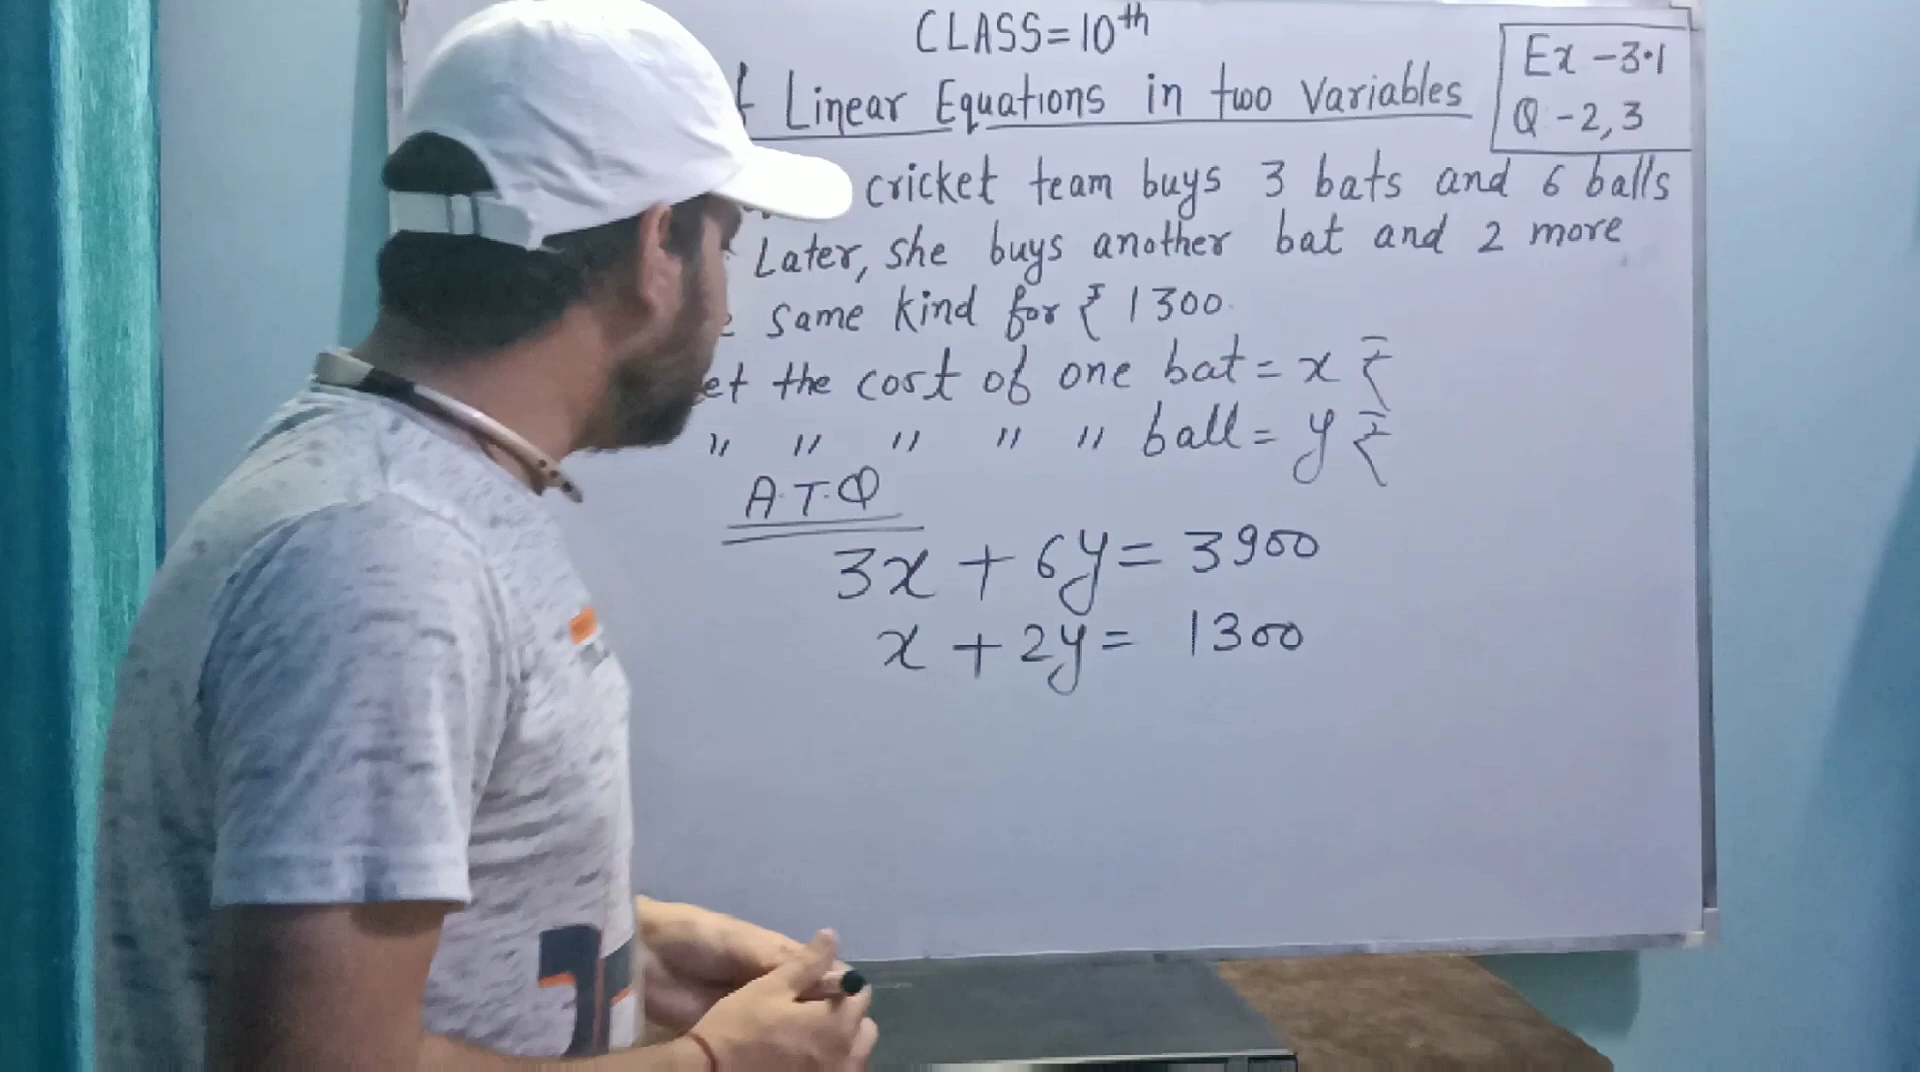 CLASS=10th
Linear Equations in two Variables
Ex -3.1
Q -2,3
cricket team buys 3 bats and 6 balls
Later, she buys another bat and 2 more
same kind for ₹ 1300.
the cost of one bat = x ₹
" " " " " ball = y ₹
A.T.Q
3x + 6y = 3900
x + 2y = 1300